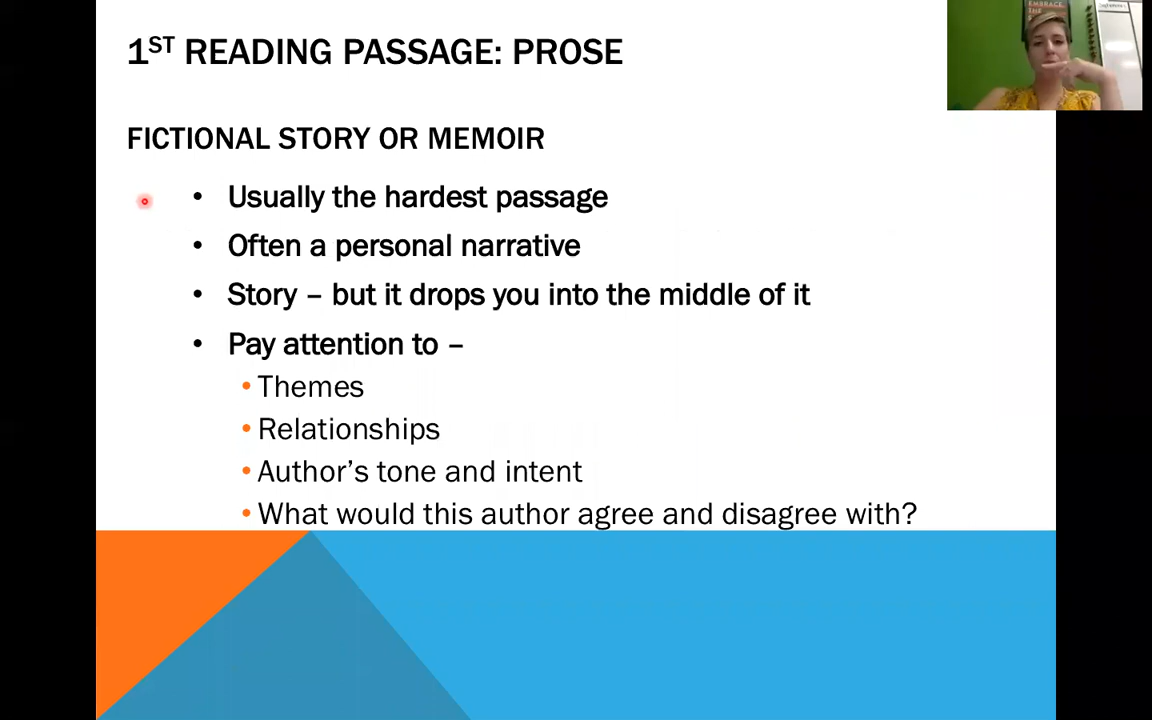 1ST READING PASSAGE: PROSE
FICTIONAL STORY OR MEMOIR
• Usually the hardest passage
• Often a personal narrative
• Story – but it drops you into the middle of it
• Pay attention to –
• Themes
• Relationships
• Author's tone and intent
• What would this author agree and disagree with?
EMBRACE
THE